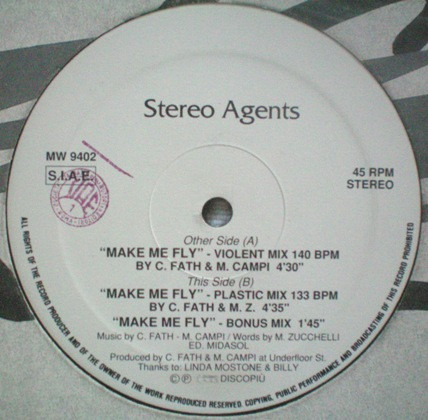 Stereo Agents
MW 9402
S.I.A.E.
45 RPM
STEREO
Other Side (A)
“MAKE ME FLY” - VIOLENT MIX 140 BPM
BY C. FATH & M. CAMPI 4'30"
This Side (B)
“MAKE ME FLY” - PLASTIC MIX 133 BPM
BY C. FATH & M. Z. 4'35"
“MAKE ME FLY” - BONUS MIX 1'45"
Music by C. FATH - M. CAMPI / Words by M. ZUCCHELLI
ED. MIDASOL
Produced by C. FATH & M. CAMPI at Underfloor St.
Thanks to: LINDA MOSTONE & BILLY
© Ⓟ DISCOPIÙ
ALL RIGHTS OF THE RECORD PRODUCER AND OF THE OWNER OF THE WORK REPRODUCED RESERVED. COPYING, PUBLIC PERFORMANCE AND BROADCASTING OF THIS RECORD PROHIBITED